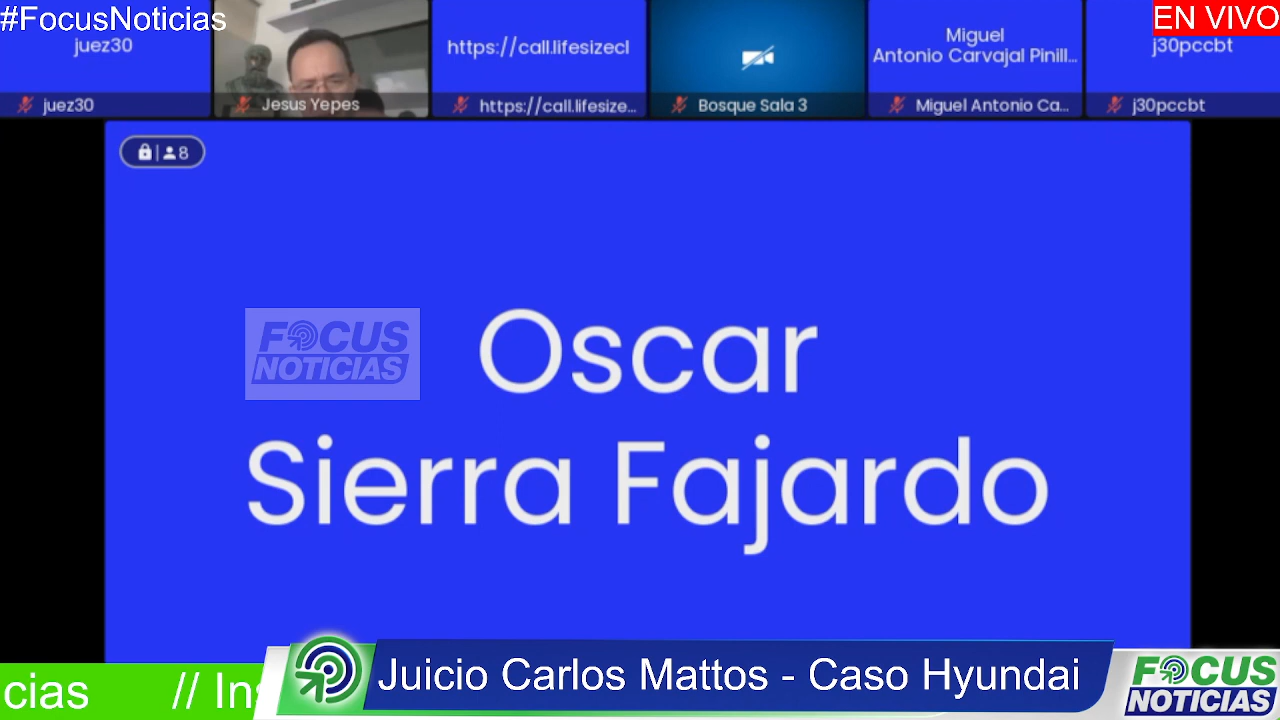 #FocusNoticias
EN VIVO
juez30
https://call.lifesizecl
Miguel
Antonio Carvajal Pinill...
j30pccbt
juez30
Jesus Yepes
https://call.lifesize...
Bosque Sala 3
Miguel Antonio Ca...
j30pccbt
8
FOCUS
NOTICIAS
Oscar
Sierra Fajardo
Juicio Carlos Mattos - Caso Hyundai
cias // Ins
FOCUS
NOTICIAS